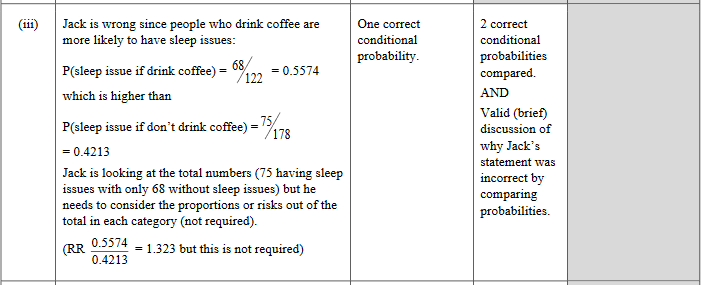 (iii)
Jack is wrong since people who drink coffee are
more likely to have sleep issues:
P(sleep issue if drink coffee) = 68/122 = 0.5574
which is higher than
P(sleep issue if don’t drink coffee) = 75/178
= 0.4213
Jack is looking at the total numbers (75 having sleep
issues with only 68 without sleep issues) but he
needs to consider the proportions or risks out of the
total in each category (not required).
(RR 0.5574/0.4213 = 1.323 but this is not required)
One correct
conditional
probability.
2 correct
conditional
probabilities
compared.
AND
Valid (brief)
discussion of
why Jack’s
statement was
incorrect by
comparing
probabilities.